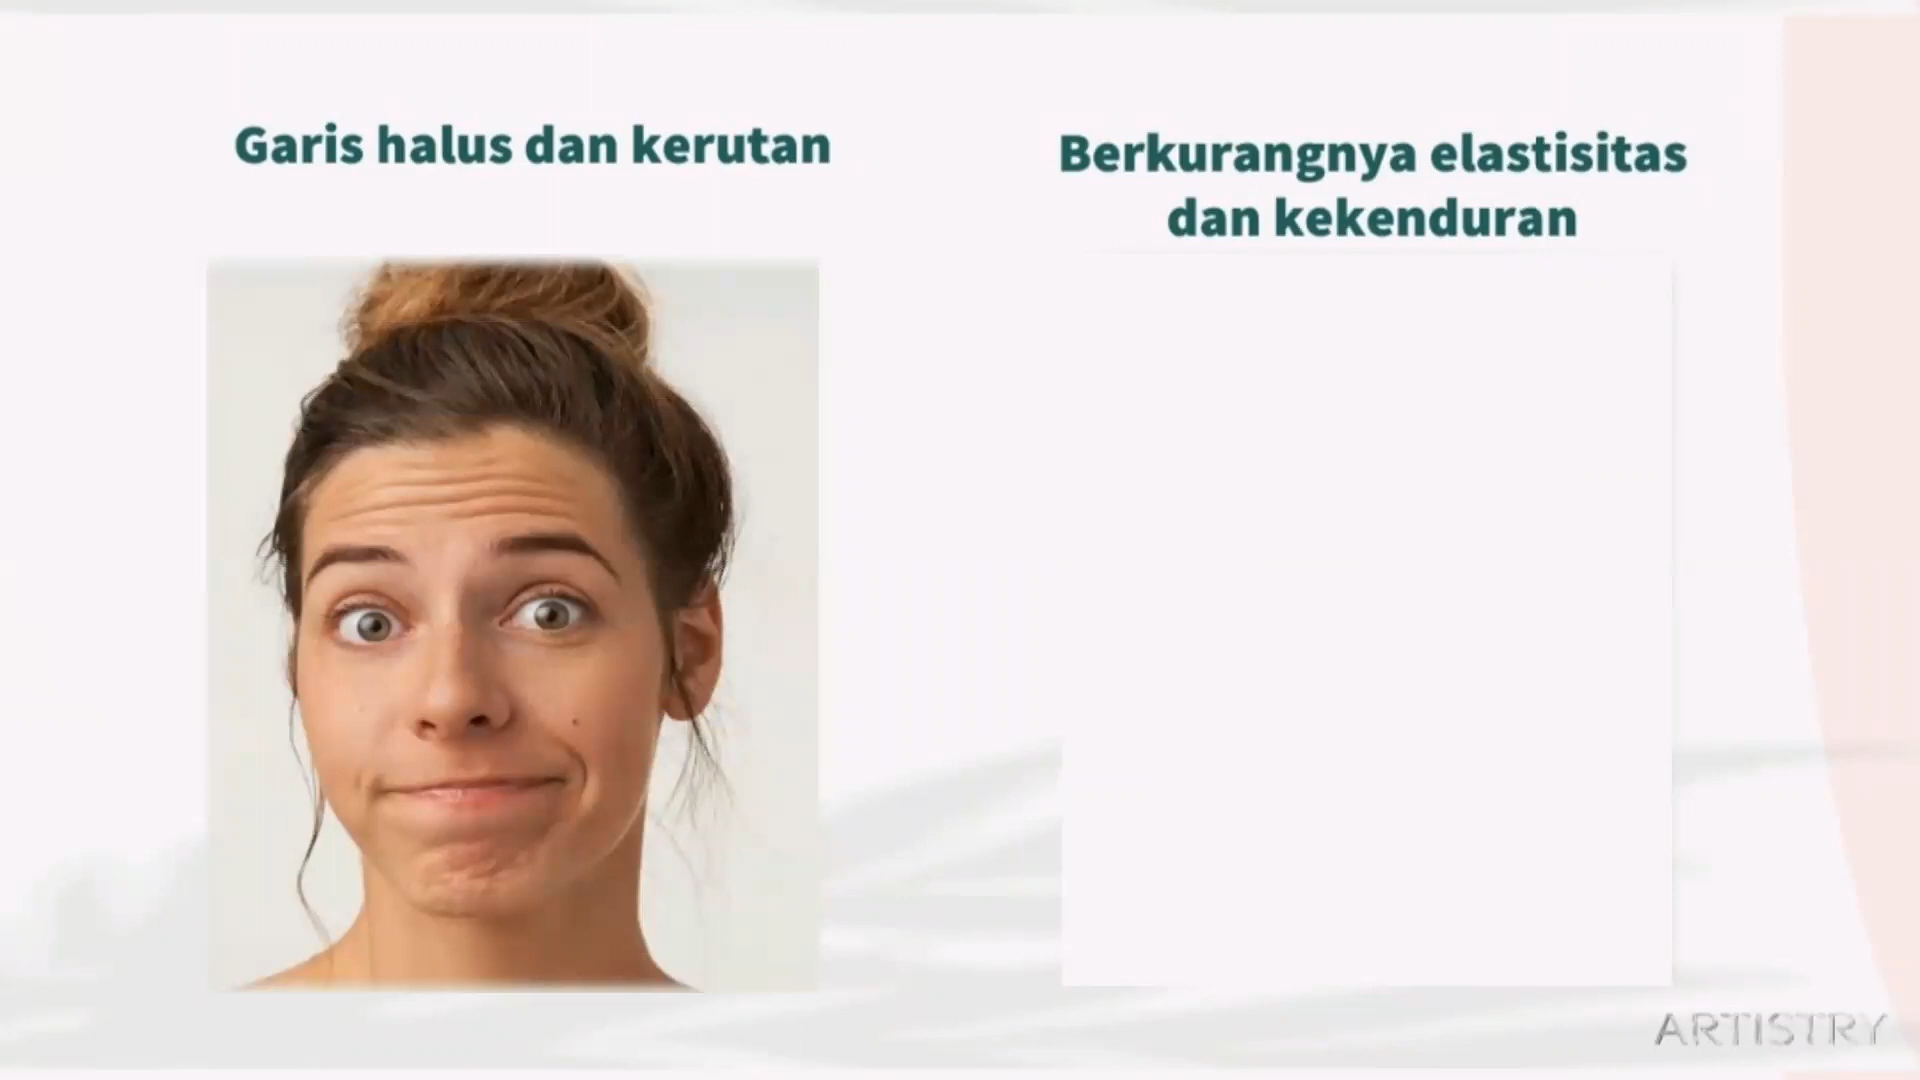 Garis halus dan kerutan
Berkurangnya elastisitas
dan kekenduran
ARTISTRY